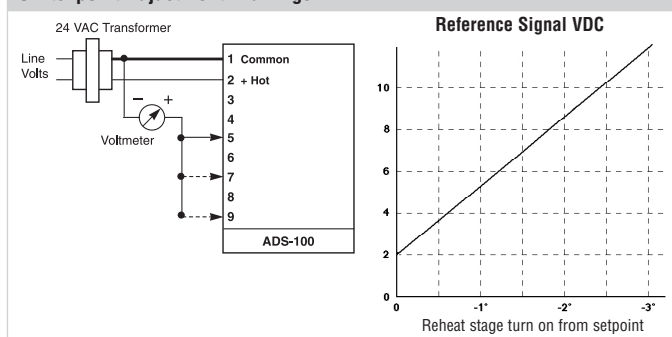 Reference Signal VDC
24 VAC Transformer
Line
Volts
1 Common
2 + Hot
3
4
5
6
7
8
9
ADS-100
− +
Voltmeter
10
8
6
4
2
0
0 -1° -2° -3°
Reheat stage turn on from setpoint